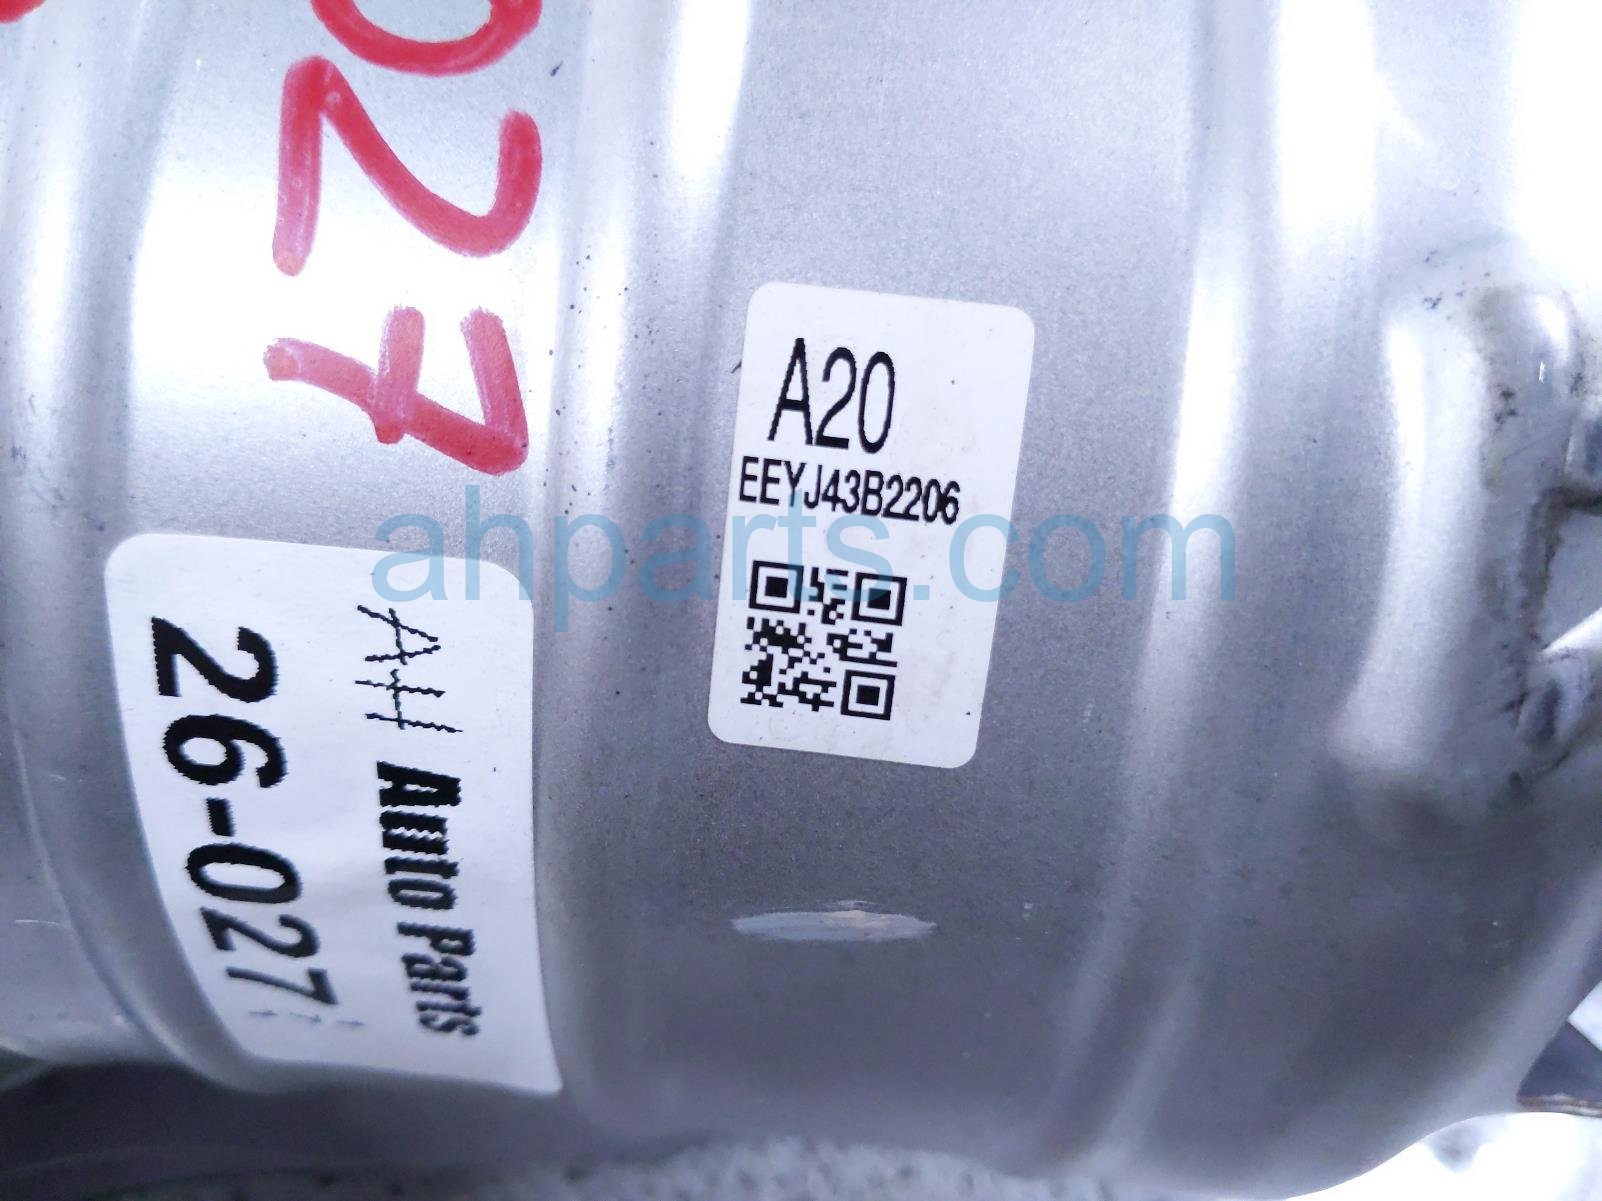 027
A20
EEYJ43B2206
ahparts.com
AH Auto Parts
26-027